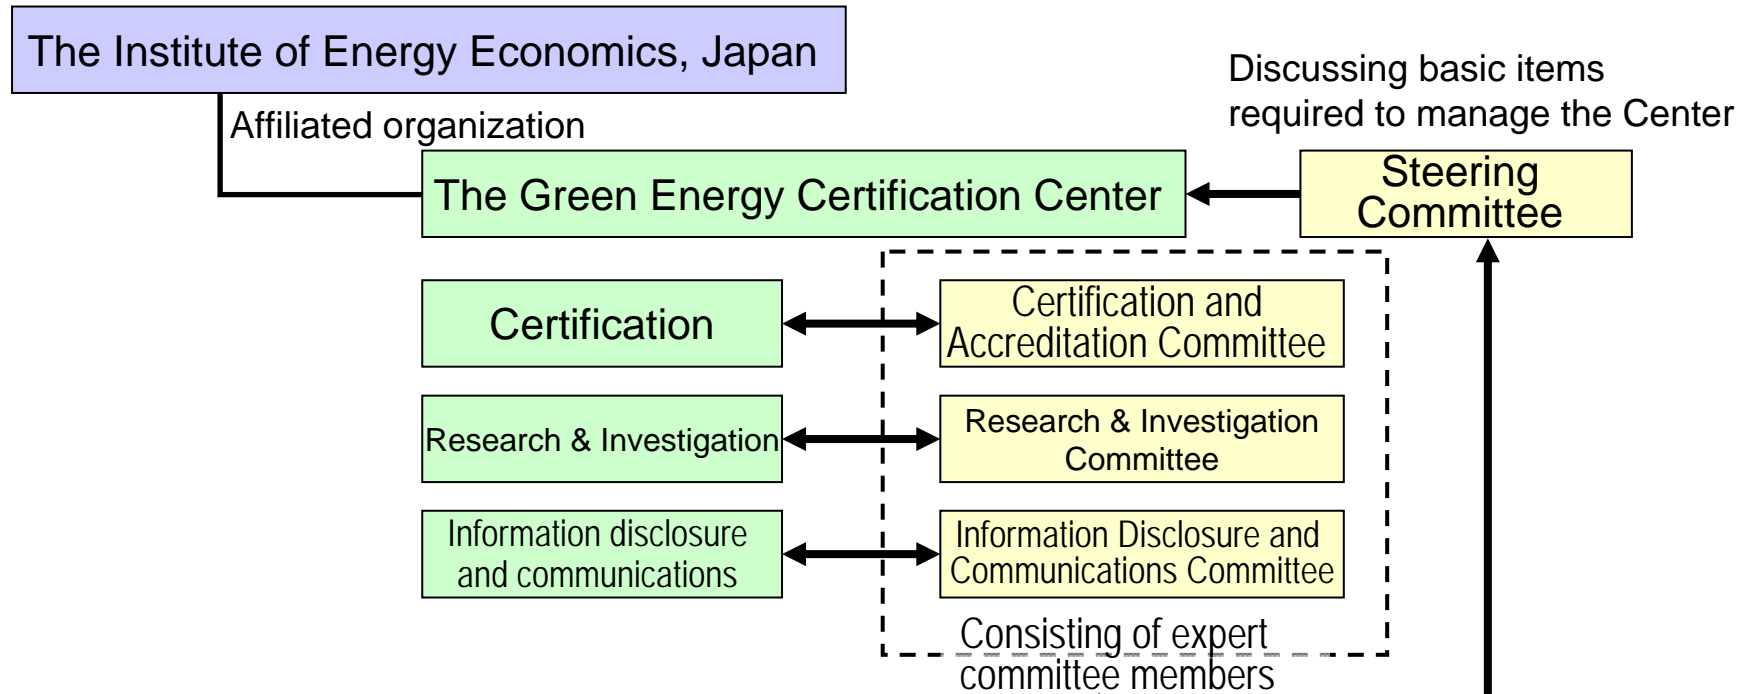 The Institute of Energy Economics, Japan
Discussing basic items
required to manage the Center
Affiliated organization
The Green Energy Certification Center
Steering
Committee
Certification
Certification and
Accreditation Committee
Research & Investigation
Research & Investigation
Committee
Information disclosure
and communications
Information Disclosure and
Communications Committee
Consisting of expert
committee members